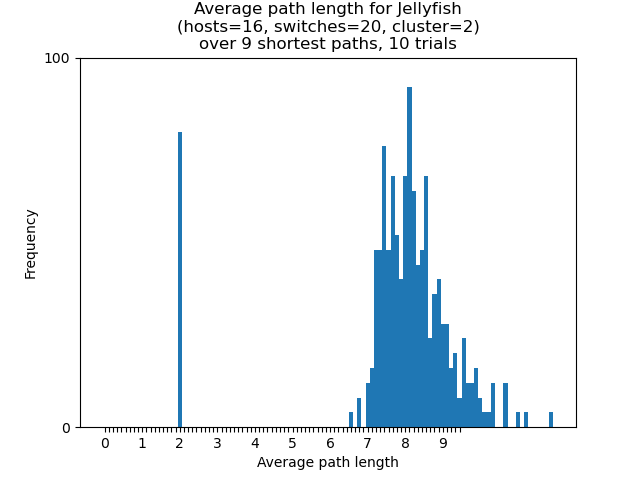 Average path length for Jellyfish
(hosts=16, switches=20, cluster=2)
over 9 shortest paths, 10 trials
100
Frequency
0
0 1 2 3 4 5 6 7 8 9
Average path length